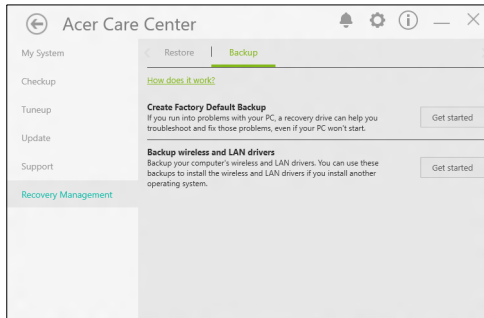 Acer Care Center
My System
Checkup
Tuneup
Update
Support
Recovery Management
Restore
Backup
How does it work?
Create Factory Default Backup
If you run into problems with your PC, a recovery drive can help you
troubleshoot and fix those problems, even if your PC won't start.
Get started
Backup wireless and LAN drivers
Backup your computer's wireless and LAN drivers. You can use these
backups to install the wireless and LAN drivers if you install another
operating system.
Get started